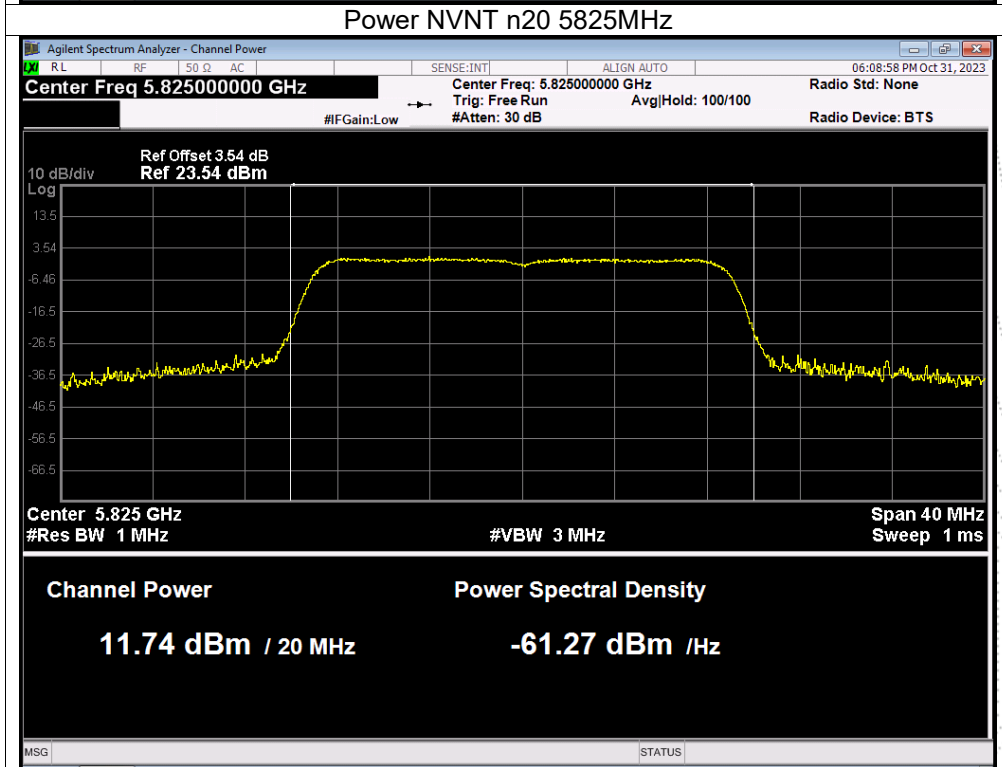 Power NVNT n20 5825MHz
Agilent Spectrum Analyzer - Channel Power
LXI RL RF 50 Ω AC SENSE:INT ALIGN AUTO 06:08:58 PM Oct 31, 2023
Center Freq 5.825000000 GHz Center Freq: 5.825000000 GHz Radio Std: None
Trig: Free Run Avg|Hold: 100/100
#IFGain:Low #Atten: 30 dB Radio Device: BTS
Ref Offset 3.54 dB
10 dB/div Ref 23.54 dBm
Log
13.5
3.54
-6.46
-16.5
-26.5
-36.5
-46.5
-56.5
-66.5
Center 5.825 GHz Span 40 MHz
#Res BW 1 MHz #VBW 3 MHz Sweep 1 ms
Channel Power Power Spectral Density
11.74 dBm / 20 MHz -61.27 dBm /Hz
MSG STATUS